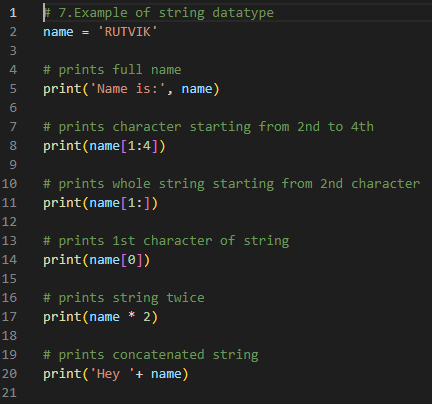 1 # 7.Example of string datatype
2 name = 'RUTVIK'
3
4 # prints full name
5 print('Name is:', name)
6
7 # prints character starting from 2nd to 4th
8 print(name[1:4])
9
10 # prints whole string starting from 2nd character
11 print(name[1:])
12
13 # prints 1st character of string
14 print(name[0])
15
16 # prints string twice
17 print(name * 2)
18
19 # prints concatenated string
20 print('Hey '+ name)
21